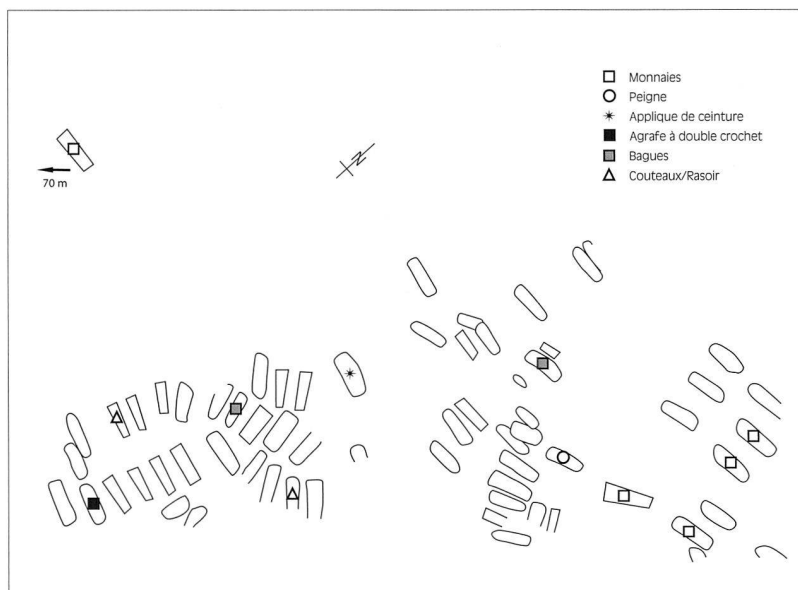 Monnaies
Peigne
Applique de ceinture
Agrafe à double crochet
Bagues
Couteaux/Rasoir
70 m
N